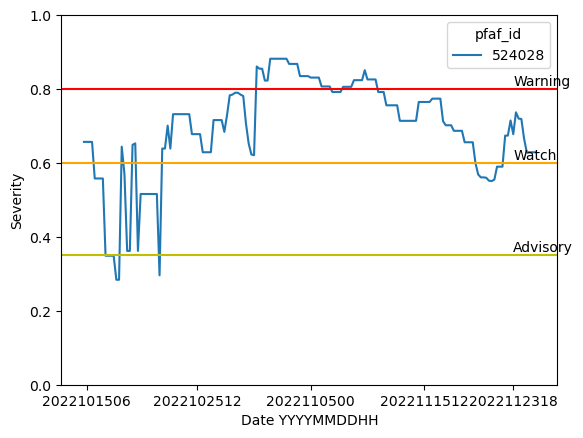 1.0
pfaf_id
524028
Warning
0.8
Watch
0.6
Severity
0.4
Advisory
0.2
0.0
2022101506 2022102512 2022110500 2022111512 2022112318
Date YYYYMMDDHH